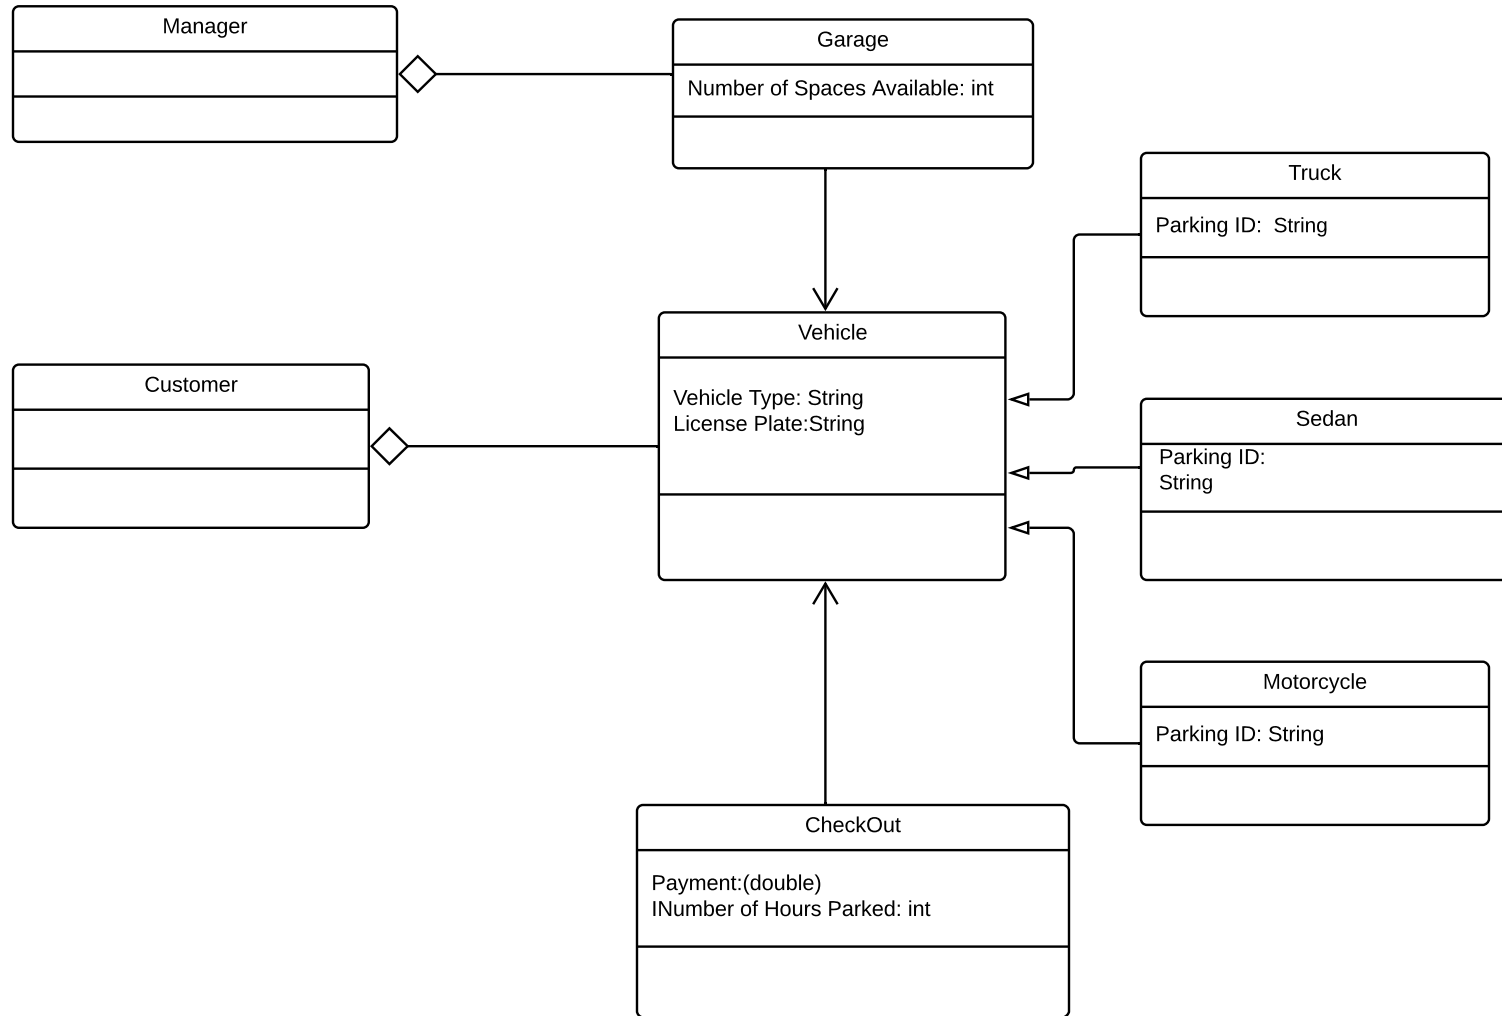 Manager
Garage
Number of Spaces Available: int
Truck
Parking ID:  String
Vehicle
Vehicle Type: String
License Plate:String
Customer
Sedan
Parking ID:
String
Motorcycle
Parking ID: String
CheckOut
Payment:(double)
INumber of Hours Parked: int